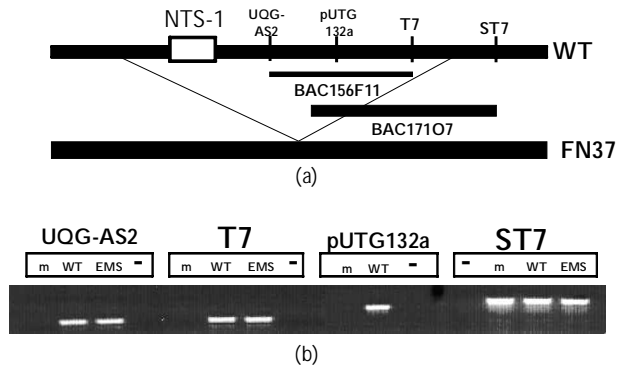 NTS-1
UQG-
AS2
pUTG
132a
T7
ST7
WT
BAC156F11
BAC171O7
FN37
(a)
UQG-AS2
T7
pUTG132a
ST7
m WT EMS -
m WT EMS -
m WT -
- m WT EMS
(b)